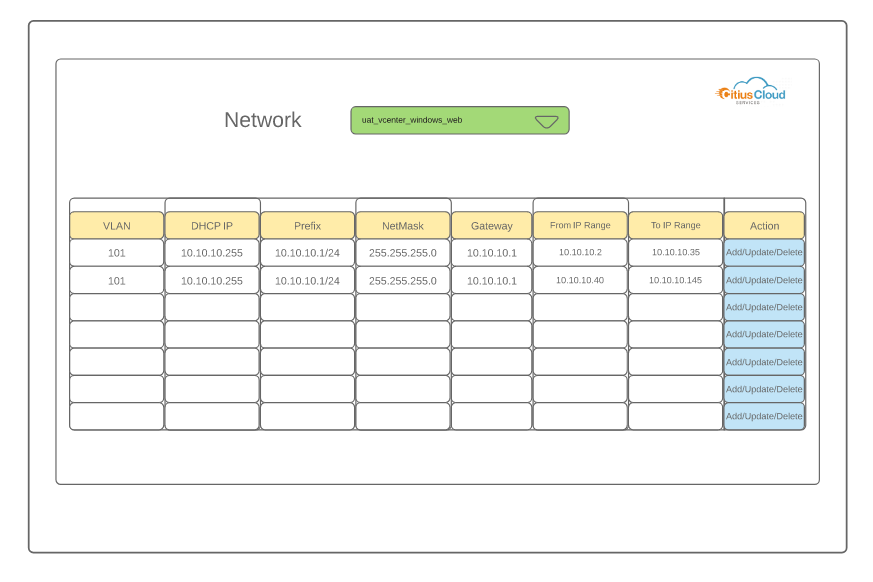 CitiusCloud
SERVICES
Network
uat_vcenter_windows_web
VLAN DHCP IP Prefix NetMask Gateway From IP Range To IP Range Action
101 10.10.10.255 10.10.10.1/24 255.255.255.0 10.10.10.1 10.10.10.2 10.10.10.35 Add/Update/Delete
101 10.10.10.255 10.10.10.1/24 255.255.255.0 10.10.10.1 10.10.10.40 10.10.10.145 Add/Update/Delete
Add/Update/Delete
Add/Update/Delete
Add/Update/Delete
Add/Update/Delete
Add/Update/Delete